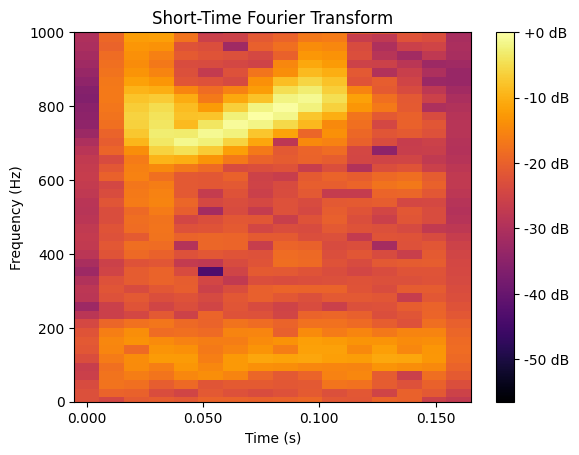 Short-Time Fourier Transform
1000
800
600
400
200
0
Frequency (Hz)
0.000
0.050
0.100
0.150
Time (s)
+0 dB
-10 dB
-20 dB
-30 dB
-40 dB
-50 dB